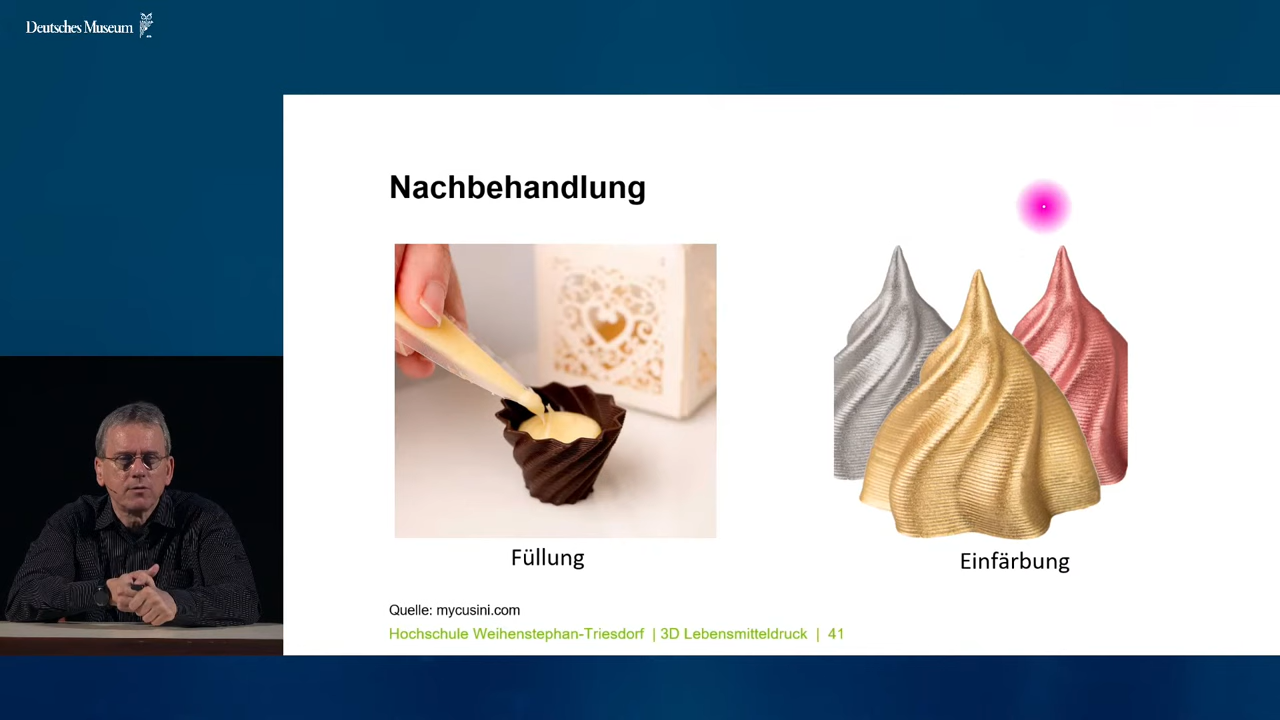 Deutsches Museum
Nachbehandlung
Füllung
Einfärbung
Quelle: mycusini.com
Hochschule Weihenstephan-Triesdorf | 3D Lebensmitteldruck | 41